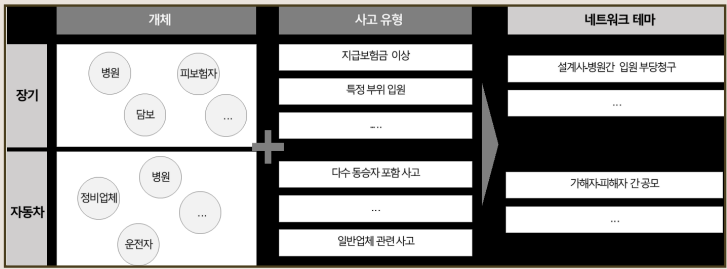 개체
사고 유형
네트워크 테마
장기
병원
피보험자
담보
...
지급보험금 이상
특정 부위 입원
.....
설계사-병원간 입원 부당청구
...
자동차
병원
정비업체
...
운전자
다수 동승자 포함 사고
...
일반업체 관련 사고
가해자-피해자 간 공모
...